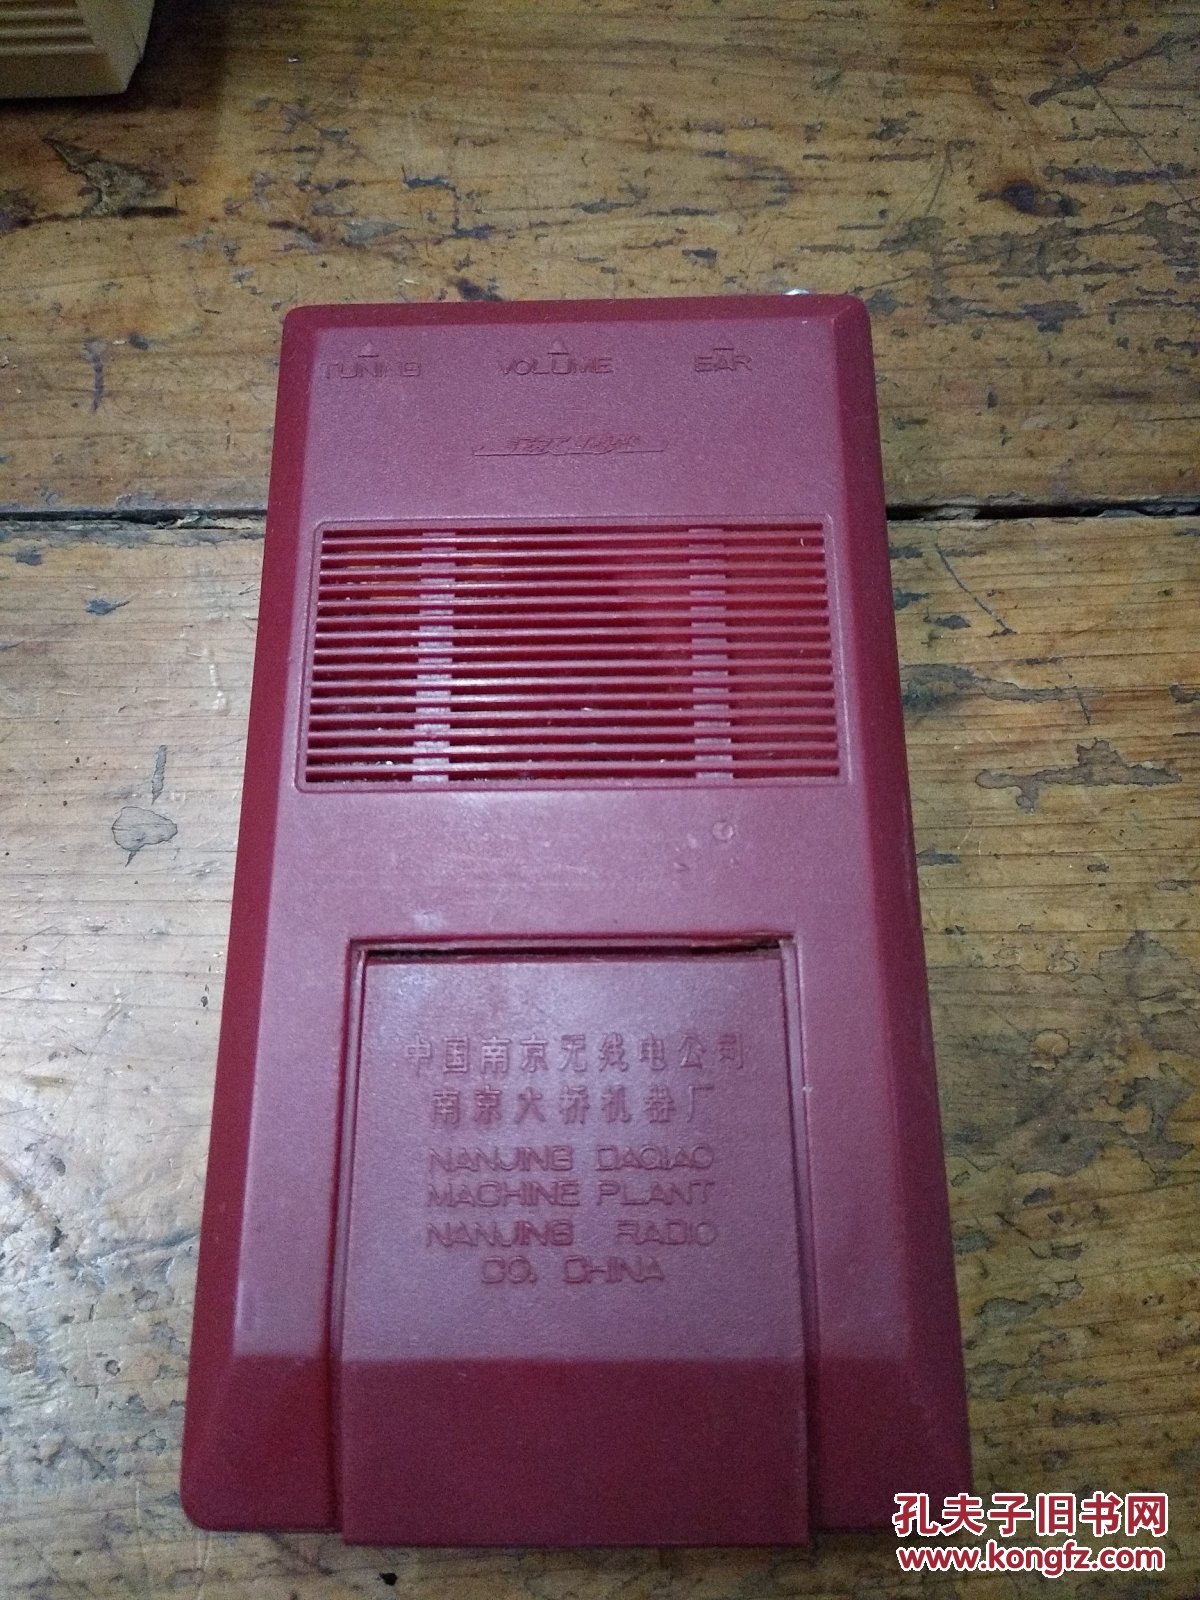 TUNING VOLUME EAR
中国南京无线电公司
南京大桥机器厂
NANJING DAQIAO
MACHINE PLANT
NANJING RADIO
CO. CHINA
孔夫子旧书网
www.kongfz.com